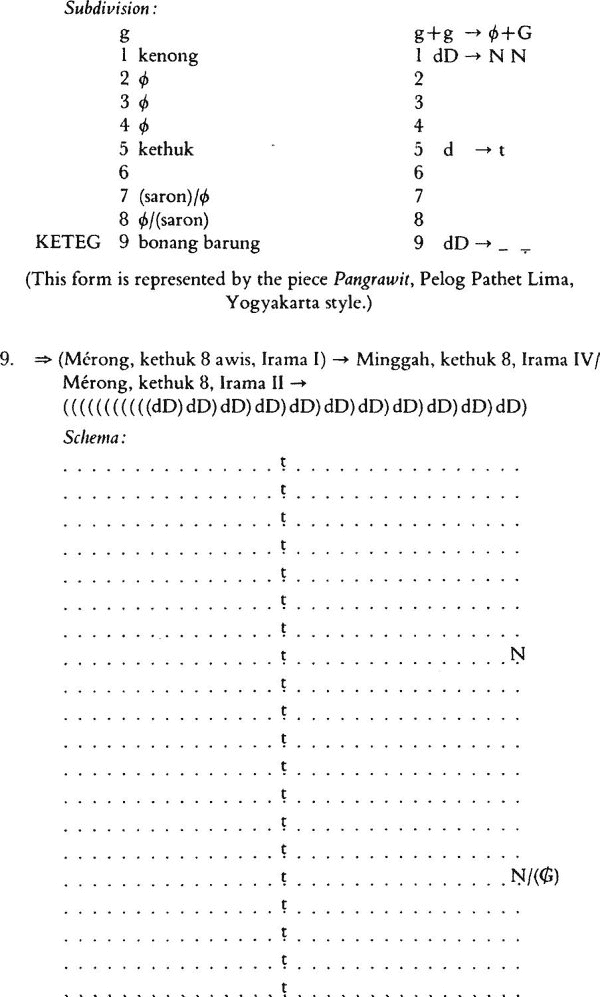 Subdivision:
g g+g → ϕ+G
1 kenong 1 dD → N N
2 ϕ 2
3 ϕ 3
4 ϕ 4
5 kethuk 5 d → t
6 6
7 (saron)/ϕ 7
8 ϕ/(saron) 8
KETEG 9 bonang barung 9 dD → _ _̣
(This form is represented by the piece Pangrawit, Pelog Pathet Lima,
Yogyakarta style.)
9. ⇒ (Mérong, kethuk 8 awis, Irama I) → Minggah, kethuk 8, Irama IV/
Mérong, kethuk 8, Irama II →
(((((((((((dD) dD) dD) dD) dD) dD) dD) dD) dD) dD) dD)
Schema:
. . . . . . . . . . . . . . . ṭ . . . . . . . . . . . . . . . .
. . . . . . . . . . . . . . . ṭ . . . . . . . . . . . . . . . .
. . . . . . . . . . . . . . . ṭ . . . . . . . . . . . . . . . .
. . . . . . . . . . . . . . . ṭ . . . . . . . . . . . . . . . .
. . . . . . . . . . . . . . . ṭ . . . . . . . . . . . . . . . .
. . . . . . . . . . . . . . . ṭ . . . . . . . . . . . . . . . .
. . . . . . . . . . . . . . . ṭ . . . . . . . . . . . . . . . .
. . . . . . . . . . . . . . . ṭ . . . . . . . . . . . . . . . Ṇ
. . . . . . . . . . . . . . . ṭ . . . . . . . . . . . . . . . .
. . . . . . . . . . . . . . . ṭ . . . . . . . . . . . . . . . .
. . . . . . . . . . . . . . . ṭ . . . . . . . . . . . . . . . .
. . . . . . . . . . . . . . . ṭ . . . . . . . . . . . . . . . .
. . . . . . . . . . . . . . . ṭ . . . . . . . . . . . . . . . .
. . . . . . . . . . . . . . . ṭ . . . . . . . . . . . . . . . .
. . . . . . . . . . . . . . . ṭ . . . . . . . . . . . . . . . .
. . . . . . . . . . . . . . . ṭ . . . . . . . . . . . . . . . Ṇ/(G̸)
. . . . . . . . . . . . . . . ṭ . . . . . . . . . . . . . . . .
. . . . . . . . . . . . . . . ṭ . . . . . . . . . . . . . . . .
. . . . . . . . . . . . . . . ṭ . . . . . . . . . . . . . . . .
. . . . . . . . . . . . . . . ṭ . . . . . . . . . . . . . . . .